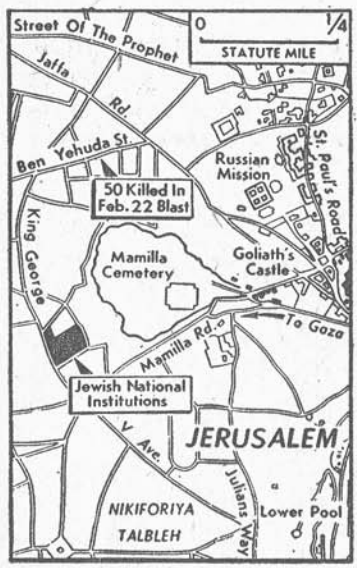 0 1/4
STATUTE MILE
Street Of The Prophet
Jaffa
Rd.
Ben Yehuda St.
Russian
Mission
St. Paul's Road
50 Killed In
Feb. 22 Blast
King George
Mamilla
Cemetery
Goliath's
Castle
Mamilla Rd.
To Gaza
Jewish National
Institutions
V Ave.
JERUSALEM
Julians Way
NIKIFORIYA
TALBLEH
Lower Pool